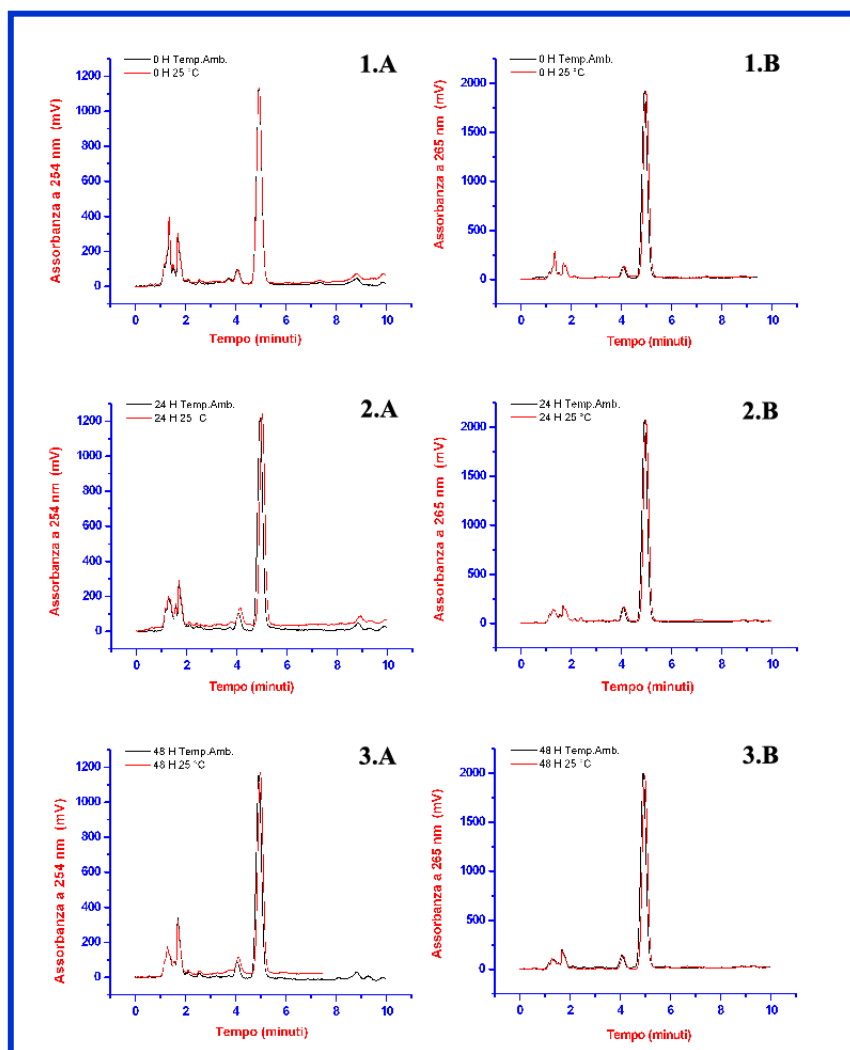 0 H Temp.Amb.
0 H 25 °C
1.A
1200
1000
800
600
400
200
0
Assorbanza a 254 nm (mV)
0 2 4 6 8 10
Tempo (minuti)
0 H Temp.Amb.
0 H 25 °C
1.B
2000
1500
1000
500
0
Assorbanza a 265 nm (mV)
0 2 4 6 8 10
Tempo (minuti)
24 H Temp.Amb.
24 H 25 °C
2.A
1200
1000
800
600
400
200
0
Assorbanza a 254 nm (mV)
0 2 4 6 8 10
Tempo (minuti)
24 H Temp.Amb.
24 H 25 °C
2.B
2000
1500
1000
500
0
Assorbanza a 265 nm (mV)
0 2 4 6 8 10
Tempo (minuti)
48 H Temp.Amb.
48 H 25 °C
3.A
1200
1000
800
600
400
200
0
Assorbanza a 254 nm (mV)
0 2 4 6 8 10
Tempo (minuti)
48 H Temp.Amb.
48 H 25 °C
3.B
2000
1500
1000
500
0
Assorbanza a 265 nm (mV)
0 2 4 6 8 10
Tempo (minuti)